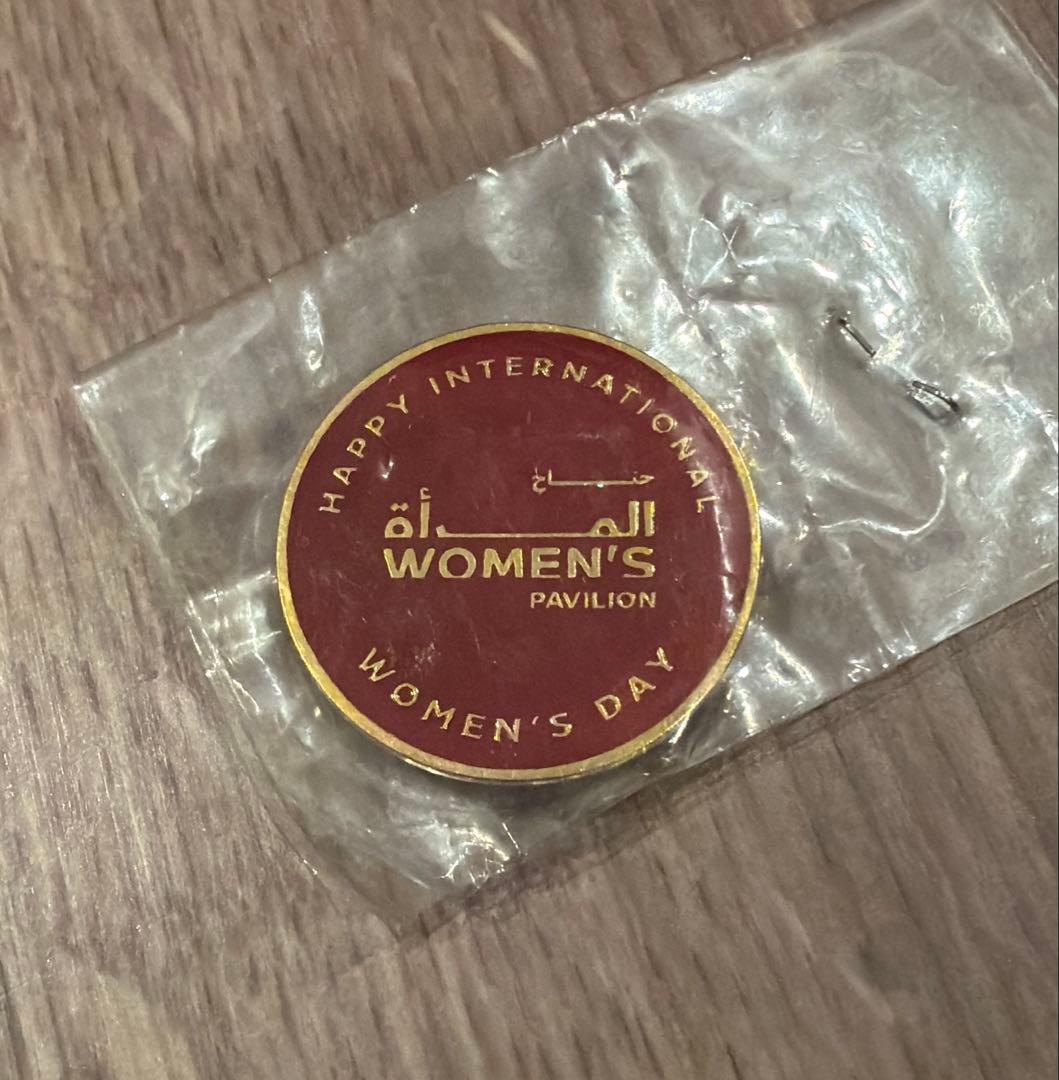 HAPPY INTERNATIONAL
جناح
المرأة
WOMEN'S
PAVILION
WOMEN'S DAY